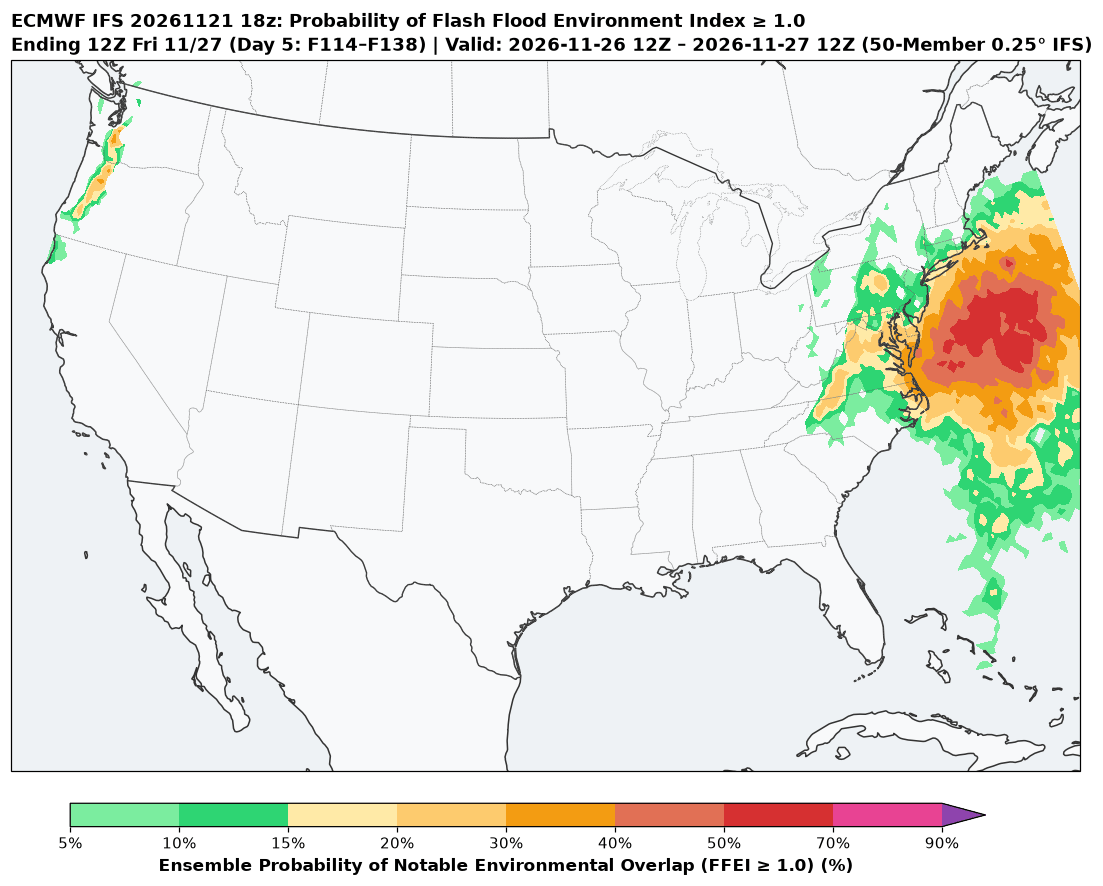 ECMWF IFS 20261121 18z: Probability of Flash Flood Environment Index ≥ 1.0
Ending 12Z Fri 11/27 (Day 5: F114–F138) | Valid: 2026-11-26 12Z – 2026-11-27 12Z (50-Member 0.25° IFS)
5% 10% 15% 20% 30% 40% 50% 70% 90%
Ensemble Probability of Notable Environmental Overlap (FFEI ≥ 1.0) (%)